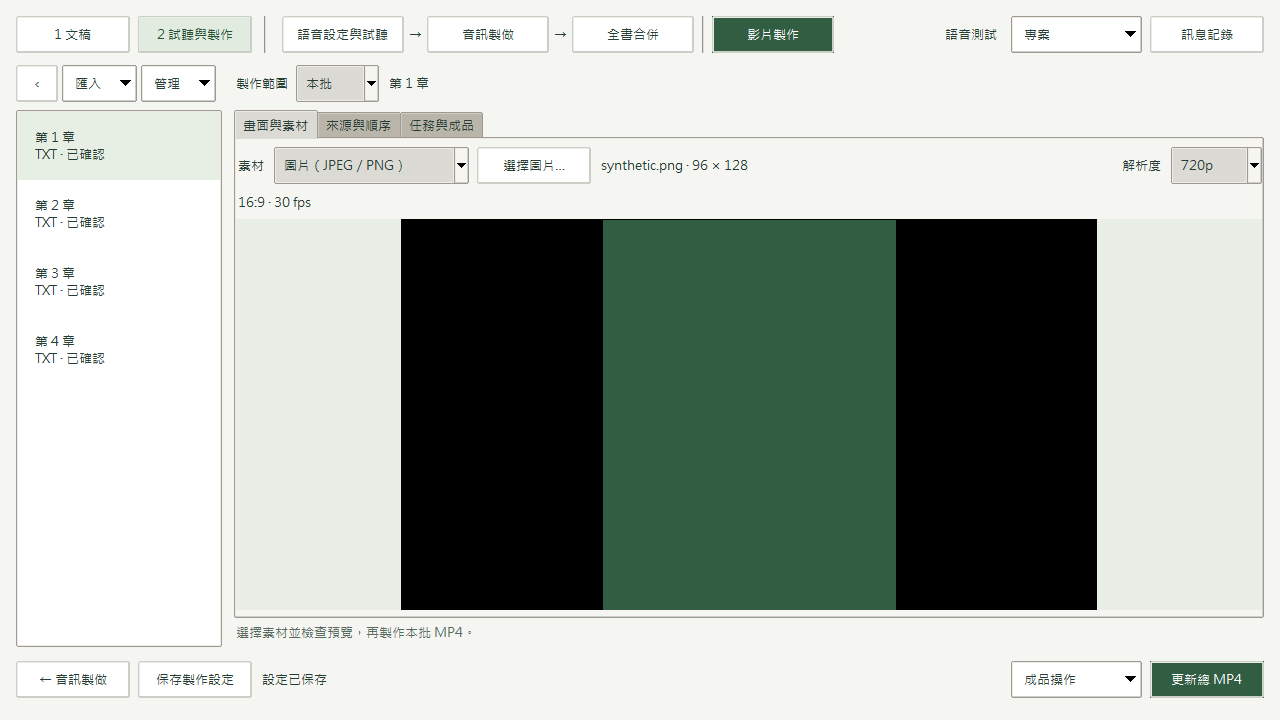 1 文稿
2 試聽與製作
語音設定與試聽
→
音訊製做
→
全書合併
影片製作
語音測試
專案
訊息記錄
‹
匯入
管理
製作範圍
本批
第 1 章
第 1 章
TXT · 已確認
第 2 章
TXT · 已確認
第 3 章
TXT · 已確認
第 4 章
TXT · 已確認
畫面與素材
來源與順序
任務與成品
素材
圖片（JPEG / PNG）
選擇圖片...
synthetic.png · 96 × 128
解析度
720p
16:9 · 30 fps
選擇素材並檢查預覽，再製作本批 MP4。
← 音訊製做
保存製作設定
設定已保存
成品操作
更新總 MP4